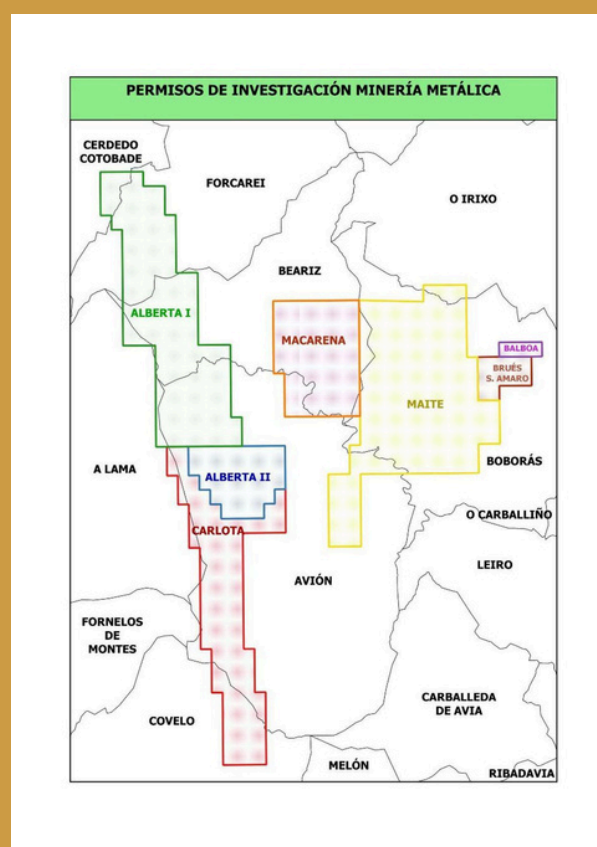 PERMISOS DE INVESTIGACIÓN MINERÍA METÁLICA
CERDEDO
COTOBADE
FORCAREI
O IRIXO
BEARIZ
ALBERTA I
MACARENA
BALBOA
BRUÉS
S. AMARO
MAITE
A LAMA
ALBERTA II
BOBORÁS
O CARBALLIÑO
CARLOTA
LEIRO
AVIÓN
FORNELOS
DE
MONTES
CARBALLEDA
DE AVIA
COVELO
MELÓN
RIBADAVIA